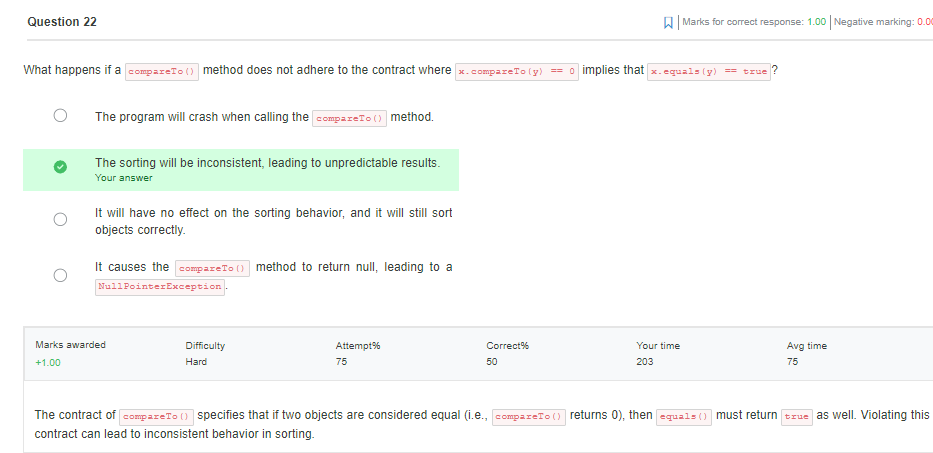 Question 22
Marks for correct response: 1.00 Negative marking: 0.00
What happens if a compareTo() method does not adhere to the contract where x.compareTo(y) == 0 implies that x.equals(y) == true ?
The program will crash when calling the compareTo() method.
The sorting will be inconsistent, leading to unpredictable results.
Your answer
It will have no effect on the sorting behavior, and it will still sort
objects correctly.
It causes the compareTo() method to return null, leading to a
NullPointerException.
Marks awarded Difficulty Attempt% Correct% Your time Avg time
+1.00 Hard 75 50 203 75
The contract of compareTo() specifies that if two objects are considered equal (i.e., compareTo() returns 0), then equals() must return true as well. Violating this
contract can lead to inconsistent behavior in sorting.